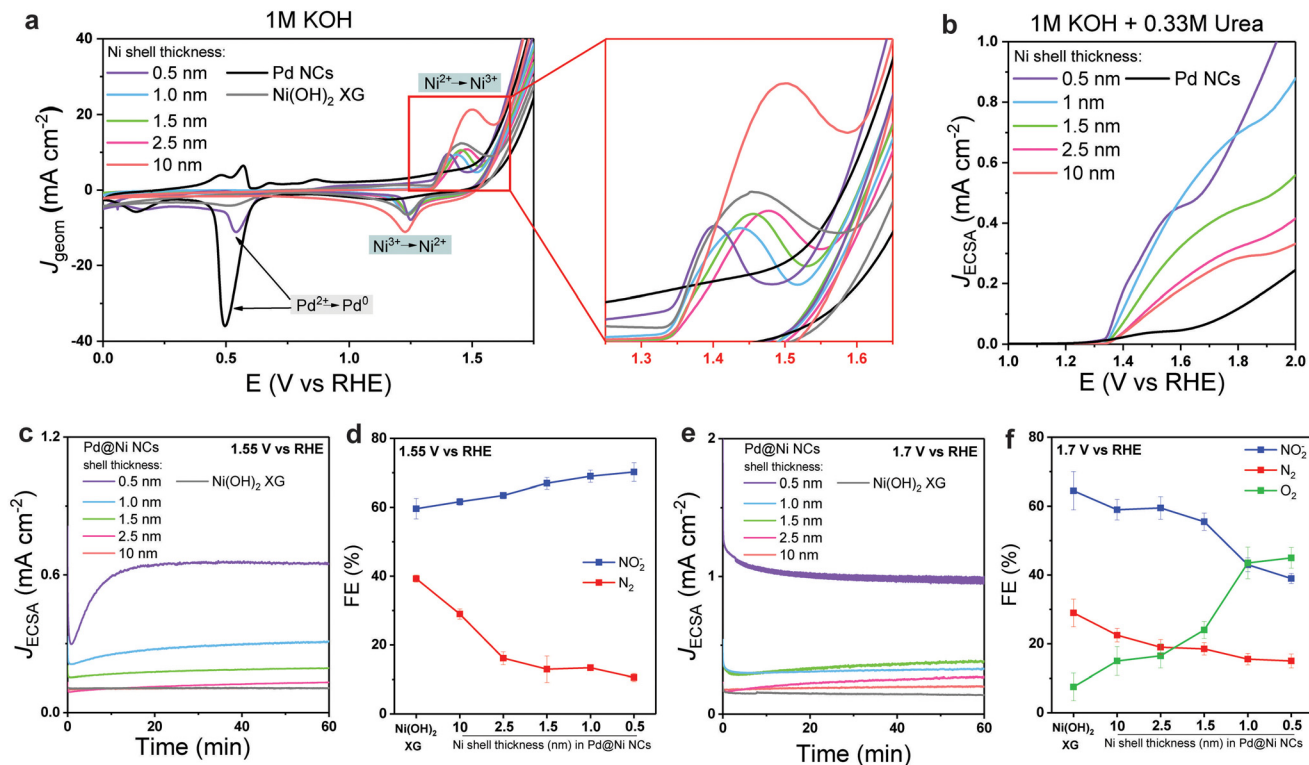 a
1M KOH
Ni shell thickness:
0.5 nm
1.0 nm
1.5 nm
2.5 nm
10 nm
Pd NCs
Ni(OH)2 XG
Ni2+→Ni3+
Ni3+→Ni2+
Pd2+→Pd0
Jgeom (mA cm-2)
40
20
0
-20
-40
0.0
0.5
1.0
1.5
E (V vs RHE)
1.3
1.4
1.5
1.6
b
1M KOH + 0.33M Urea
Ni shell thickness:
0.5 nm
1 nm
1.5 nm
2.5 nm
10 nm
Pd NCs
JECSA (mA cm-2)
1.0
0.8
0.6
0.4
0.2
0.0
1.0
1.2
1.4
1.6
1.8
2.0
E (V vs RHE)
c
Pd@Ni NCs
1.55 V vs RHE
shell thickness:
0.5 nm
1.0 nm
1.5 nm
2.5 nm
10 nm
Ni(OH)2 XG
JECSA (mA cm-2)
1.2
0.6
0.0
0
20
40
60
Time (min)
d
1.55 V vs RHE
NO2-
N2
FE (%)
80
60
40
20
0
Ni(OH)2
XG
10
2.5
1.5
1.0
0.5
Ni shell thickness (nm) in Pd@Ni NCs
e
Pd@Ni NCs
1.7 V vs RHE
shell thickness:
0.5 nm
1.0 nm
1.5 nm
2.5 nm
10 nm
Ni(OH)2 XG
JECSA (mA cm-2)
2
1
0
0
20
40
60
Time (min)
f
1.7 V vs RHE
NO2-
N2
O2
FE (%)
80
60
40
20
0
Ni(OH)2
XG
10
2.5
1.5
1.0
0.5
Ni shell thickness (nm) in Pd@Ni NCs